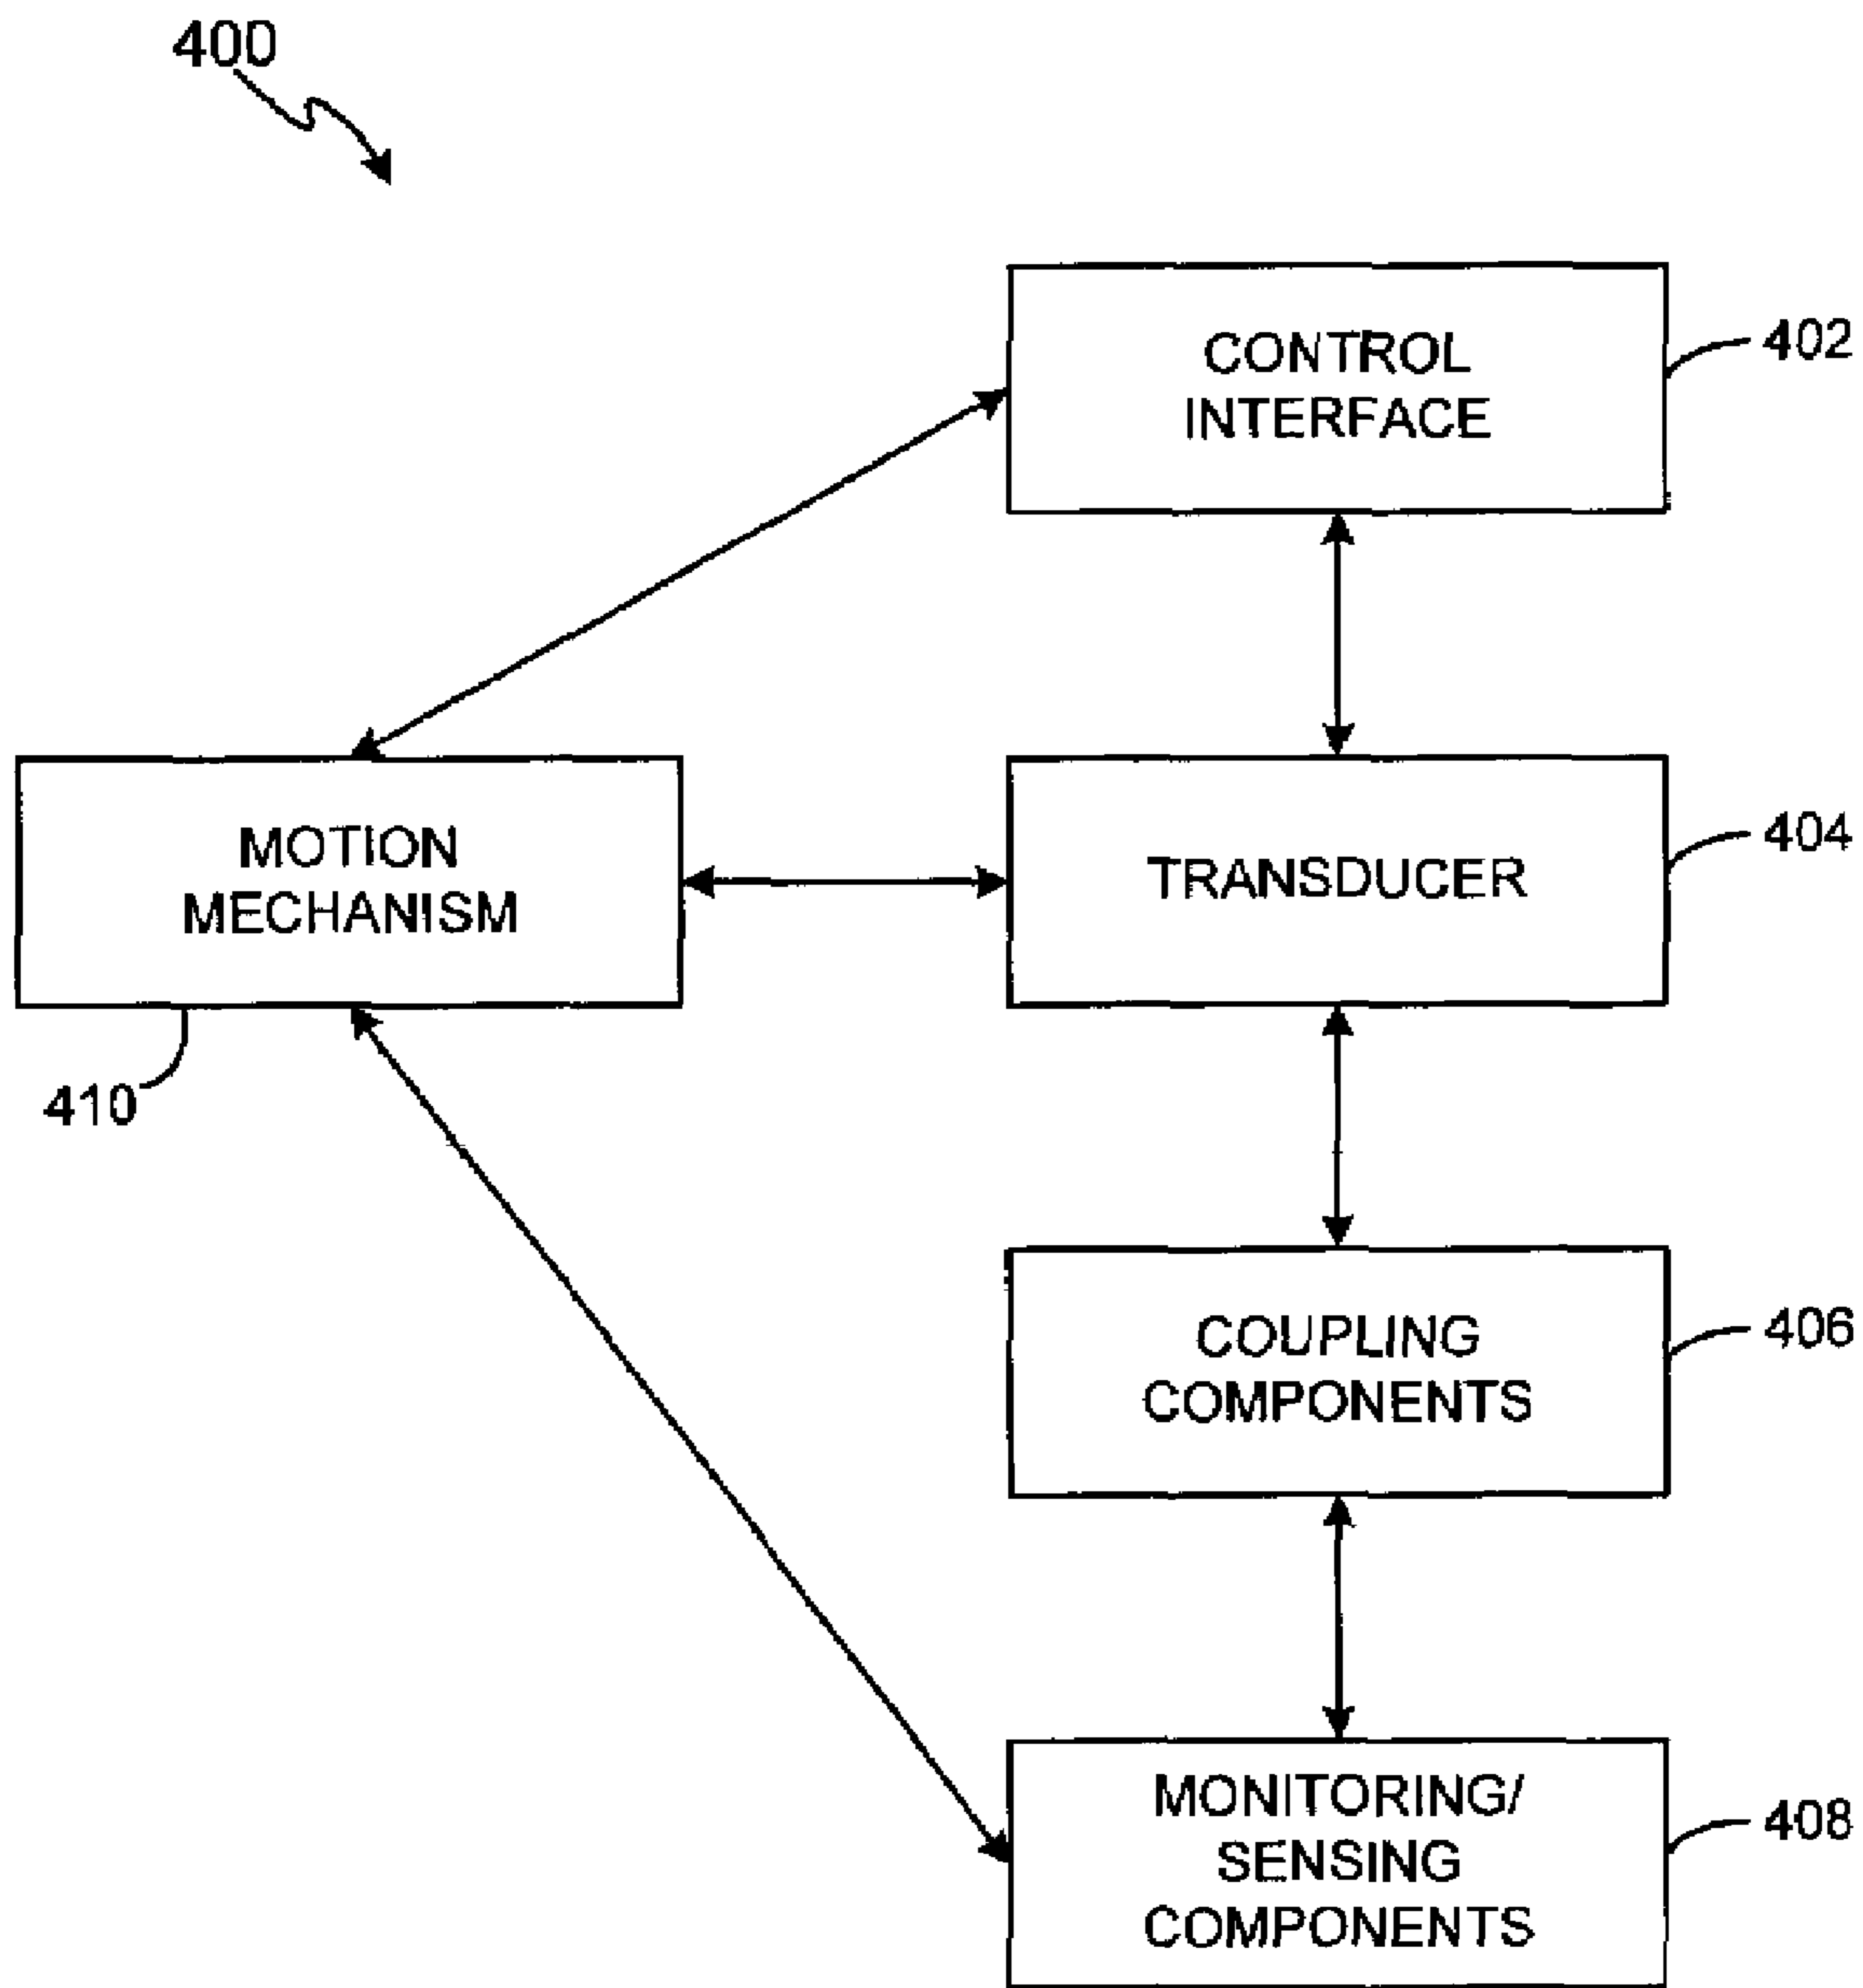 400
CONTROL
INTERFACE
402
MOTION
MECHANISM
TRANSDUCER
404
410
COUPLING
COMPONENTS
406
MONITORING/
SENSING
COMPONENTS
408